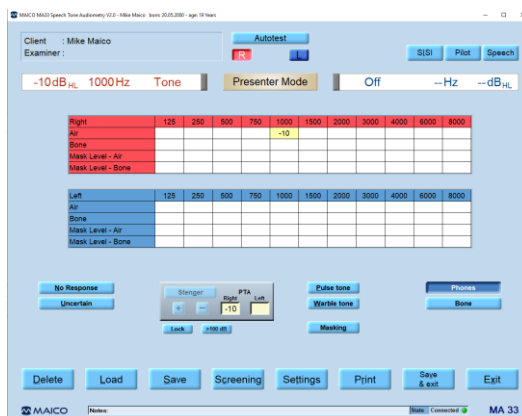 MAICO MA33 Speech Tone Audiometry V2.0 - Mike Maico born: 20.05.2000 - age: 19 Years
Client : Mike Maico
Examiner :
Autotest
R L
SISI Pilot Speech
-10 dB HL 1000 Hz Tone Presenter Mode Off --Hz --dB HL
Right 125 250 500 750 1000 1500 2000 3000 4000 6000 8000
Air -10
Bone
Mask Level - Air
Mask Level - Bone
Left 125 250 500 750 1000 1500 2000 3000 4000 6000 8000
Air
Bone
Mask Level - Air
Mask Level - Bone
No Response Stenger PTA Pulse tone Phones
Right Left
Uncertain + - -10 Warble tone Bone
Lock +100 dB Masking
Delete Load Save Screening Settings Print Save & exit Exit
MAICO Notes: State Connected MA 33